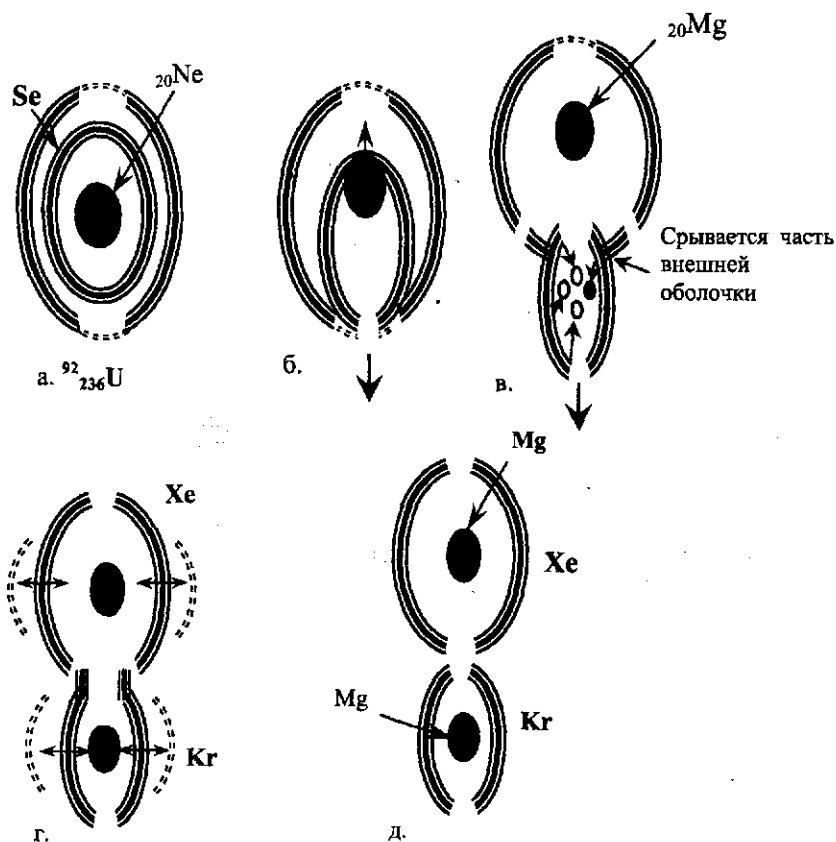 Se
₂₀Ne
₂₀Mg
Срывается часть
внешней
оболочки
а. ⁹²₂₃₆U
б.
в.
Xe
Kr
г.
Mg
Xe
Mg
Kr
д.